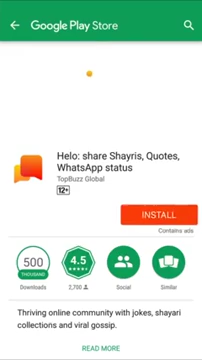 Google Play Store
Helo: share Shayris, Quotes,
WhatsApp status
TopBuzz Global
12+
INSTALL
Contains ads
500
THOUSAND
4.5
Downloads
2,700
Social
Similar
Thriving online community with jokes, shayari
collections and viral gossip.
READ MORE